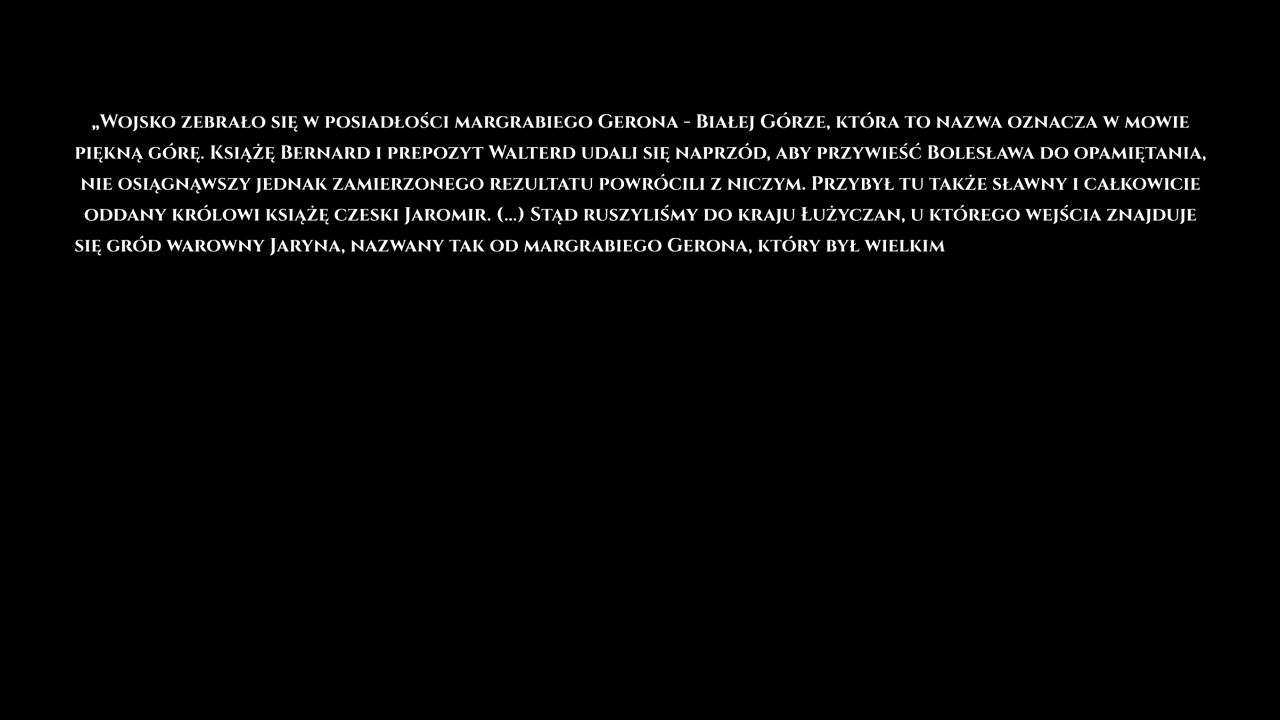 „Wojsko zebrało się w posiadłości margrabiego Gerona - Białej Górze, która to nazwa oznacza w mowie
piękną górę. Książę Bernard i prepozyt Walterd udali się naprzód, aby przywieść Bolesława do opamiętania,
nie osiągnąwszy jednak zamierzonego rezultatu powrócili z niczym. Przybył tu także sławny i całkowicie
oddany królowi książę czeski Jaromir. (...) Stąd ruszyliśmy do kraju Łużyczan, u którego wejścia znajduje
się gród warowny Jaryna, nazwany tak od margrabiego Gerona, który był wielkim